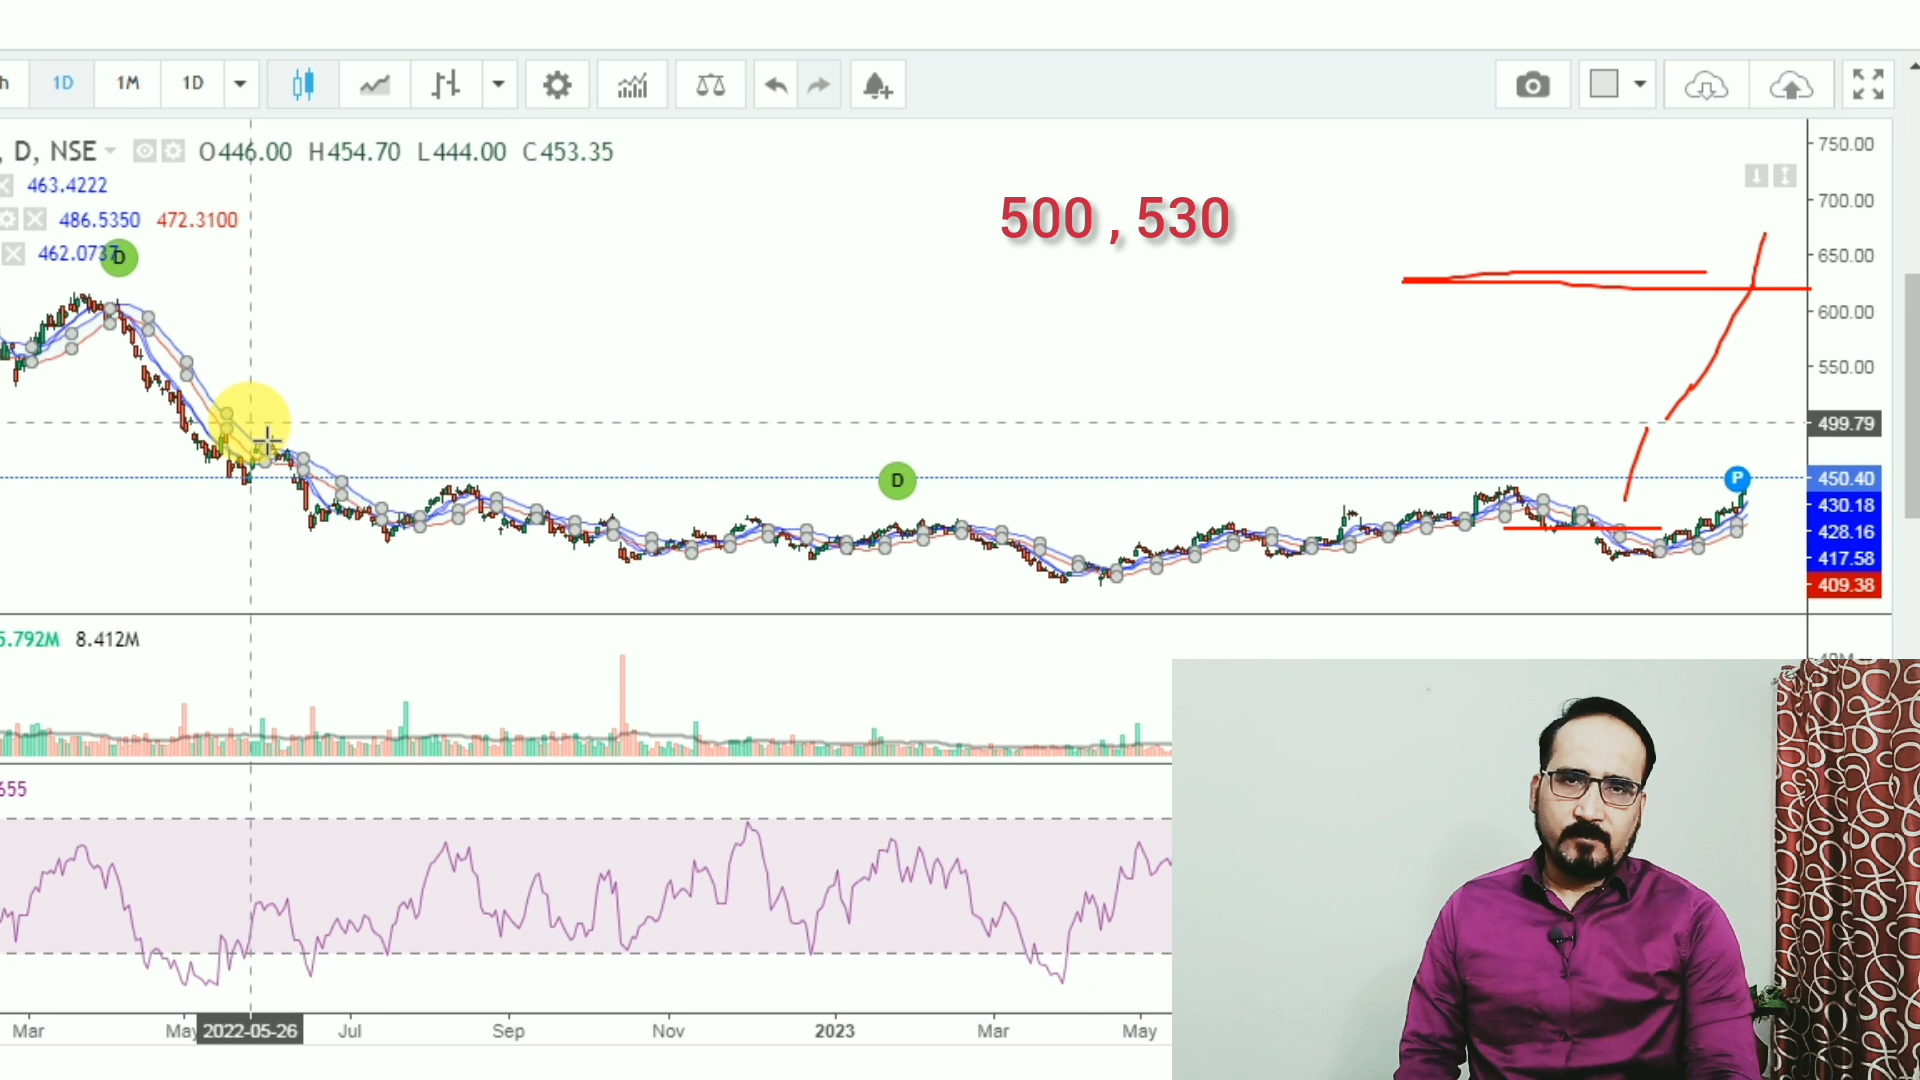 h 1D 1M 1D
, D, NSE O446.00 H454.70 L444.00 C453.35
463.4222
486.5350 472.3100
462.0737
D
500 , 530
D
P
750.00
700.00
650.00
600.00
550.00
499.79
450.40
430.18
428.16
417.58
409.38
5.792M 8.412M
40M
655
Mar May 2022-05-26 Jul Sep Nov 2023 Mar May